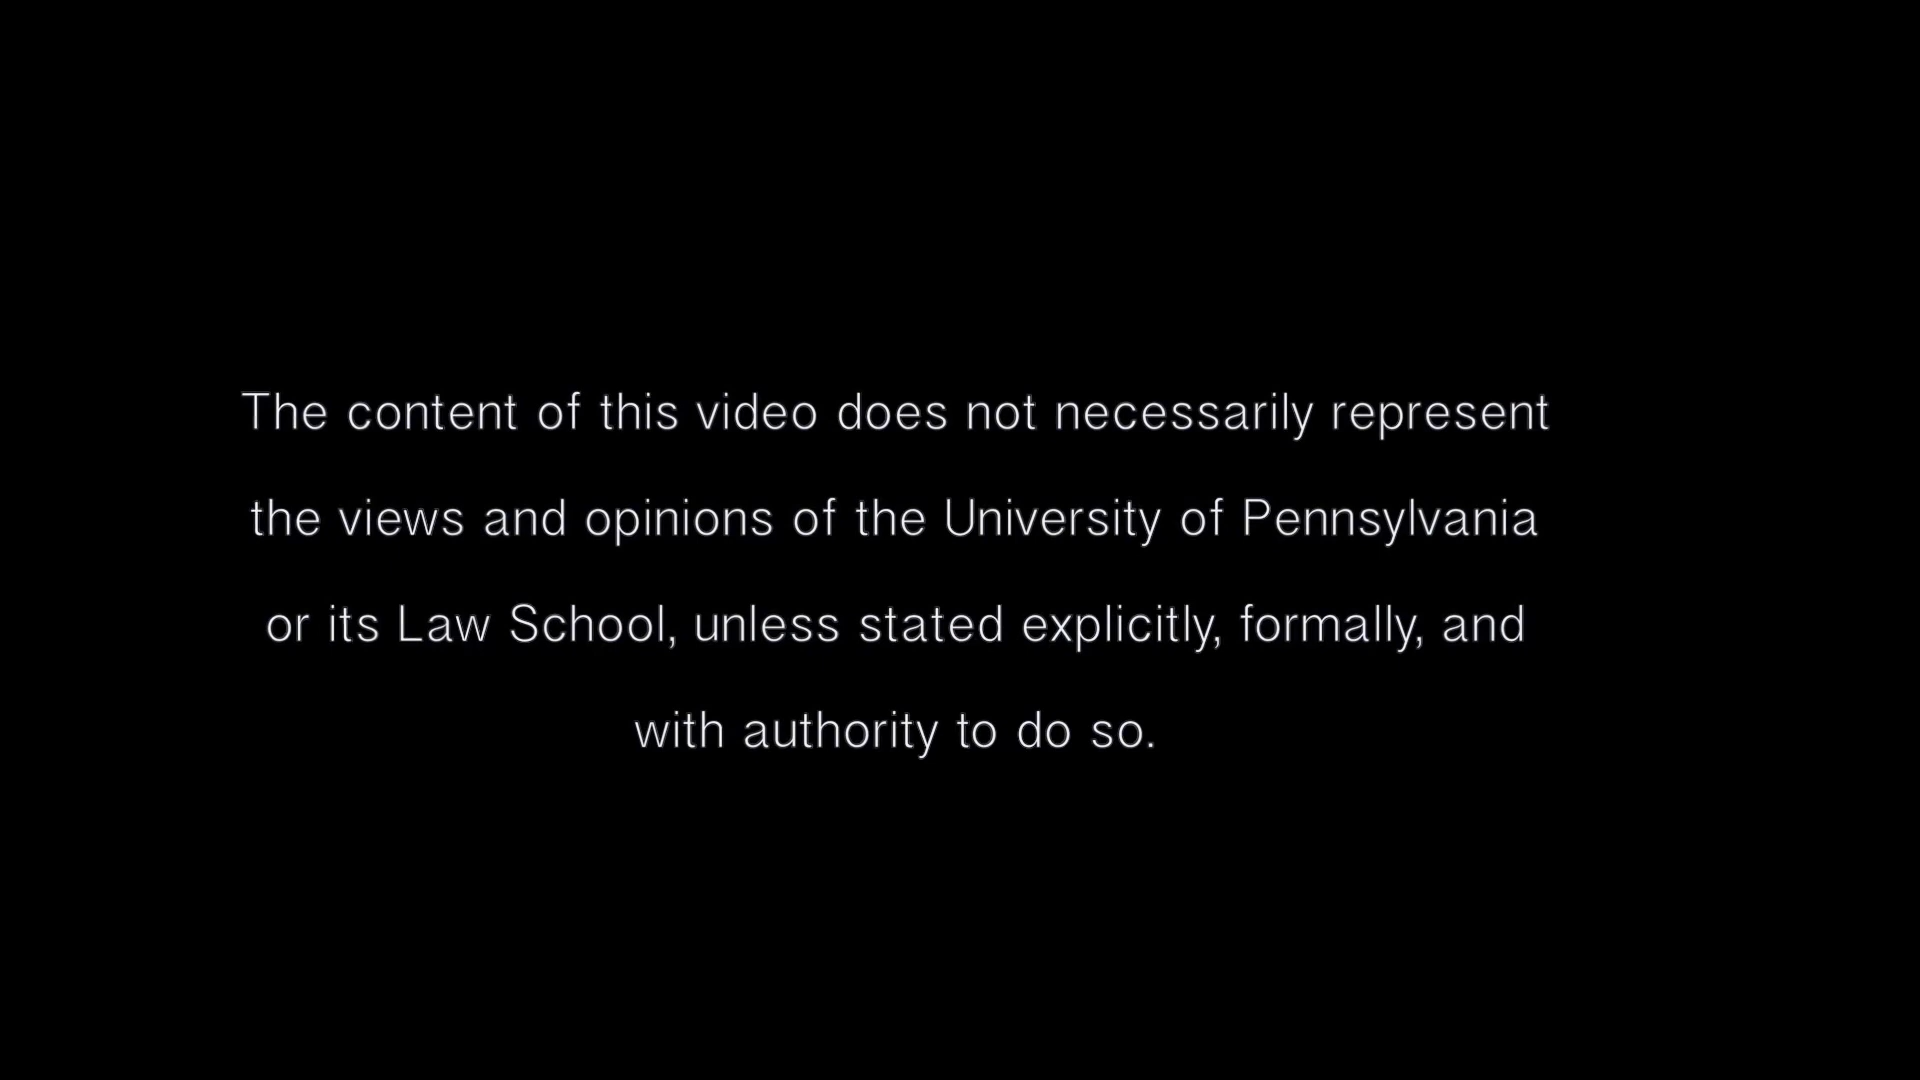 The content of this video does not necessarily represent
the views and opinions of the University of Pennsylvania
or its Law School, unless stated explicitly, formally, and
with authority to do so.